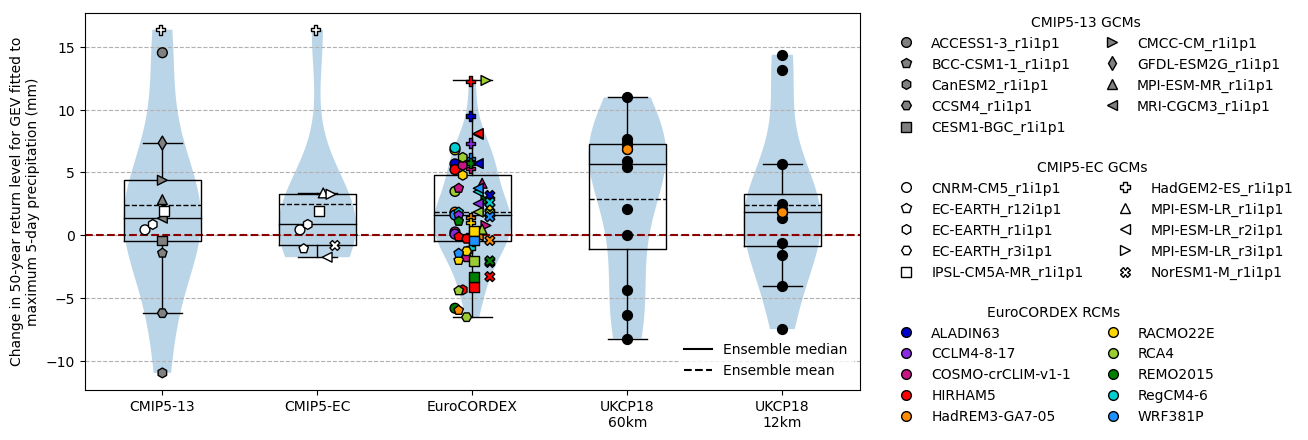 Change in 50-year return level for GEV fitted to
maximum 5-day precipitation (mm)
15
10
5
0
−5
−10
CMIP5-13
CMIP5-EC
EuroCORDEX
UKCP18
60km
UKCP18
12km
Ensemble median
Ensemble mean
CMIP5-13 GCMs
ACCESS1-3_r1i1p1
BCC-CSM1-1_r1i1p1
CanESM2_r1i1p1
CCSM4_r1i1p1
CESM1-BGC_r1i1p1
CMCC-CM_r1i1p1
GFDL-ESM2G_r1i1p1
MPI-ESM-MR_r1i1p1
MRI-CGCM3_r1i1p1
CMIP5-EC GCMs
CNRM-CM5_r1i1p1
EC-EARTH_r12i1p1
EC-EARTH_r1i1p1
EC-EARTH_r3i1p1
IPSL-CM5A-MR_r1i1p1
HadGEM2-ES_r1i1p1
MPI-ESM-LR_r1i1p1
MPI-ESM-LR_r2i1p1
MPI-ESM-LR_r3i1p1
NorESM1-M_r1i1p1
EuroCORDEX RCMs
ALADIN63
CCLM4-8-17
COSMO-crCLIM-v1-1
HIRHAM5
HadREM3-GA7-05
RACMO22E
RCA4
REMO2015
RegCM4-6
WRF381P